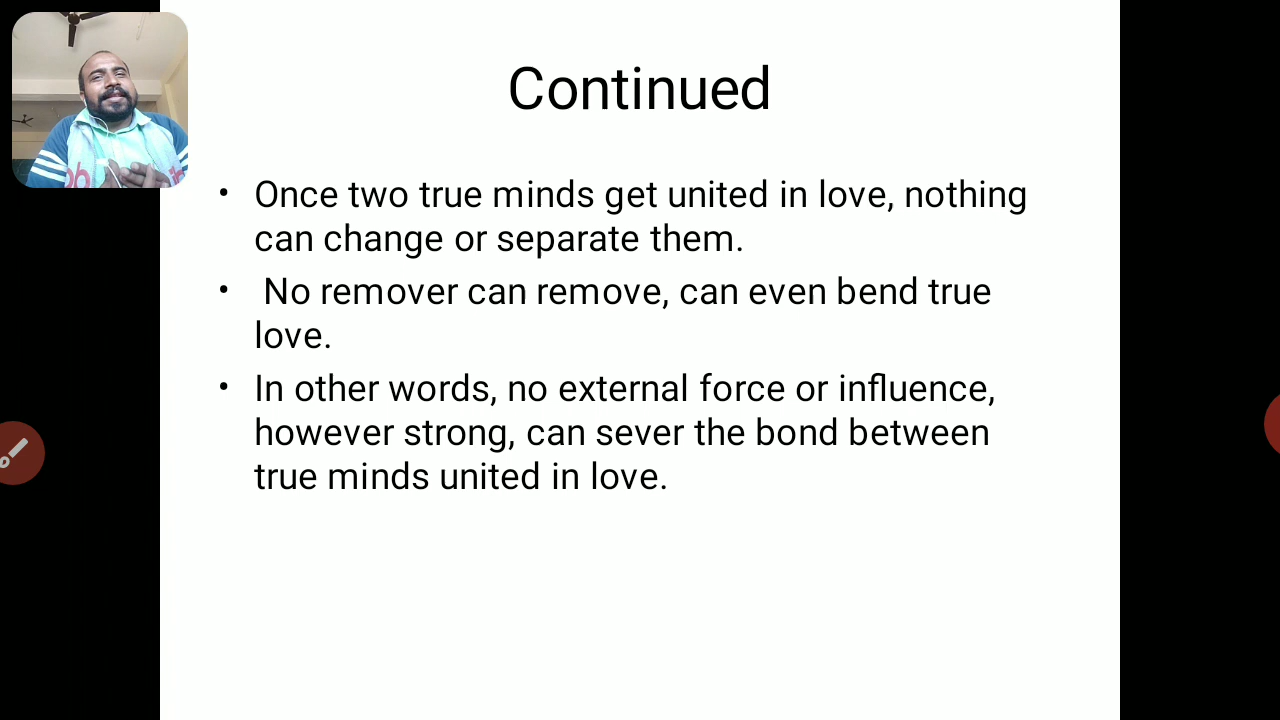 Continued
• Once two true minds get united in love, nothing
can change or separate them.
• No remover can remove, can even bend true
love.
• In other words, no external force or influence,
however strong, can sever the bond between
true minds united in love.